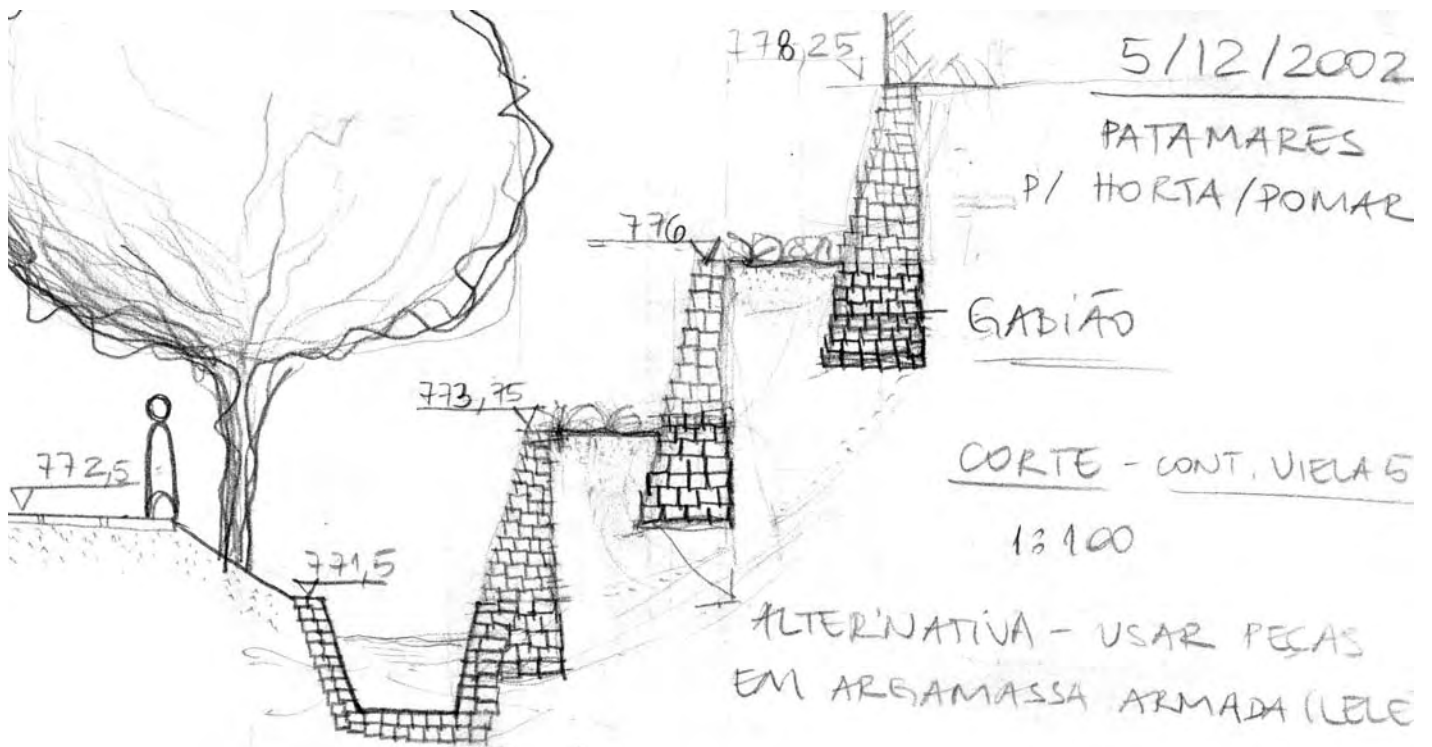 778,25
5/12/2002
PATAMARES
P/ HORTA/POMAR
776
GABIÃO
773,75
772,5
CORTE - CONT. VIELA 5
1:100
771,5
ALTERNATIVA - USAR PEÇAS
EM ARGAMASSA ARMADA (LELE